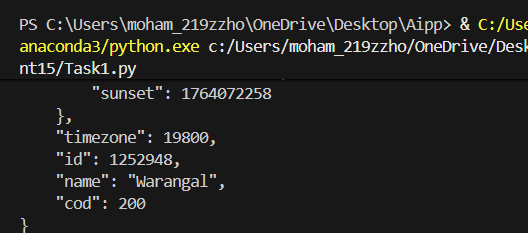 PS C:\Users\moham_219zzho\OneDrive\Desktop\Aipp> & C:/Use
anaconda3/python.exe c:/Users/moham_219zzho/OneDrive/Desk
nt15/Task1.py
"sunset": 1764072258
},
"timezone": 19800,
"id": 1252948,
"name": "Warangal",
"cod": 200
}